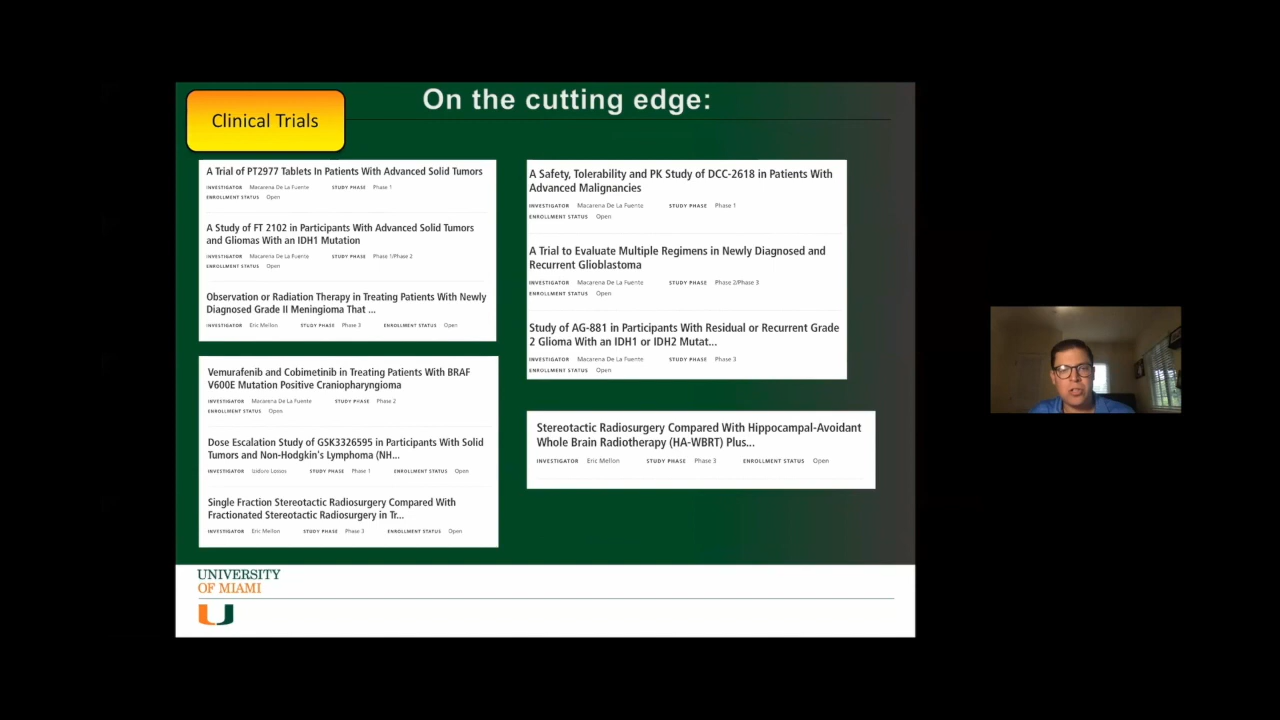 Clinical Trials
On the cutting edge:
A Trial of PT2977 Tablets In Patients With Advanced Solid Tumors
INVESTIGATOR Macarena De La Fuente STUDY PHASE Phase 1
ENROLLMENT STATUS Open
A Study of FT 2102 in Participants With Advanced Solid Tumors
and Gliomas With an IDH1 Mutation
INVESTIGATOR Macarena De La Fuente STUDY PHASE Phase 1/Phase 2
ENROLLMENT STATUS Open
Observation or Radiation Therapy in Treating Patients With Newly
Diagnosed Grade II Meningioma That ...
INVESTIGATOR Eric Mellon STUDY PHASE Phase 3 ENROLLMENT STATUS Open
Vemurafenib and Cobimetinib in Treating Patients With BRAF
V600E Mutation Positive Craniopharyngioma
INVESTIGATOR Macarena De La Fuente STUDY PHASE Phase 2
ENROLLMENT STATUS Open
Dose Escalation Study of GSK3326595 in Participants With Solid
Tumors and Non-Hodgkin's Lymphoma (NH...
INVESTIGATOR Izidore Lossos STUDY PHASE Phase 1 ENROLLMENT STATUS Open
Single Fraction Stereotactic Radiosurgery Compared With
Fractionated Stereotactic Radiosurgery in Tr...
INVESTIGATOR Eric Mellon STUDY PHASE Phase 3 ENROLLMENT STATUS Open
A Safety, Tolerability and PK Study of DCC-2618 in Patients With
Advanced Malignancies
INVESTIGATOR Macarena De La Fuente STUDY PHASE Phase 1
ENROLLMENT STATUS Open
A Trial to Evaluate Multiple Regimens in Newly Diagnosed and
Recurrent Glioblastoma
INVESTIGATOR Macarena De La Fuente STUDY PHASE Phase 2/Phase 3
ENROLLMENT STATUS Open
Study of AG-881 in Participants With Residual or Recurrent Grade
2 Glioma With an IDH1 or IDH2 Mutat...
INVESTIGATOR Macarena De La Fuente STUDY PHASE Phase 3
ENROLLMENT STATUS Open
Stereotactic Radiosurgery Compared With Hippocampal-Avoidant
Whole Brain Radiotherapy (HA-WBRT) Plus...
INVESTIGATOR Eric Mellon STUDY PHASE Phase 3 ENROLLMENT STATUS Open
UNIVERSITY
OF MIAMI